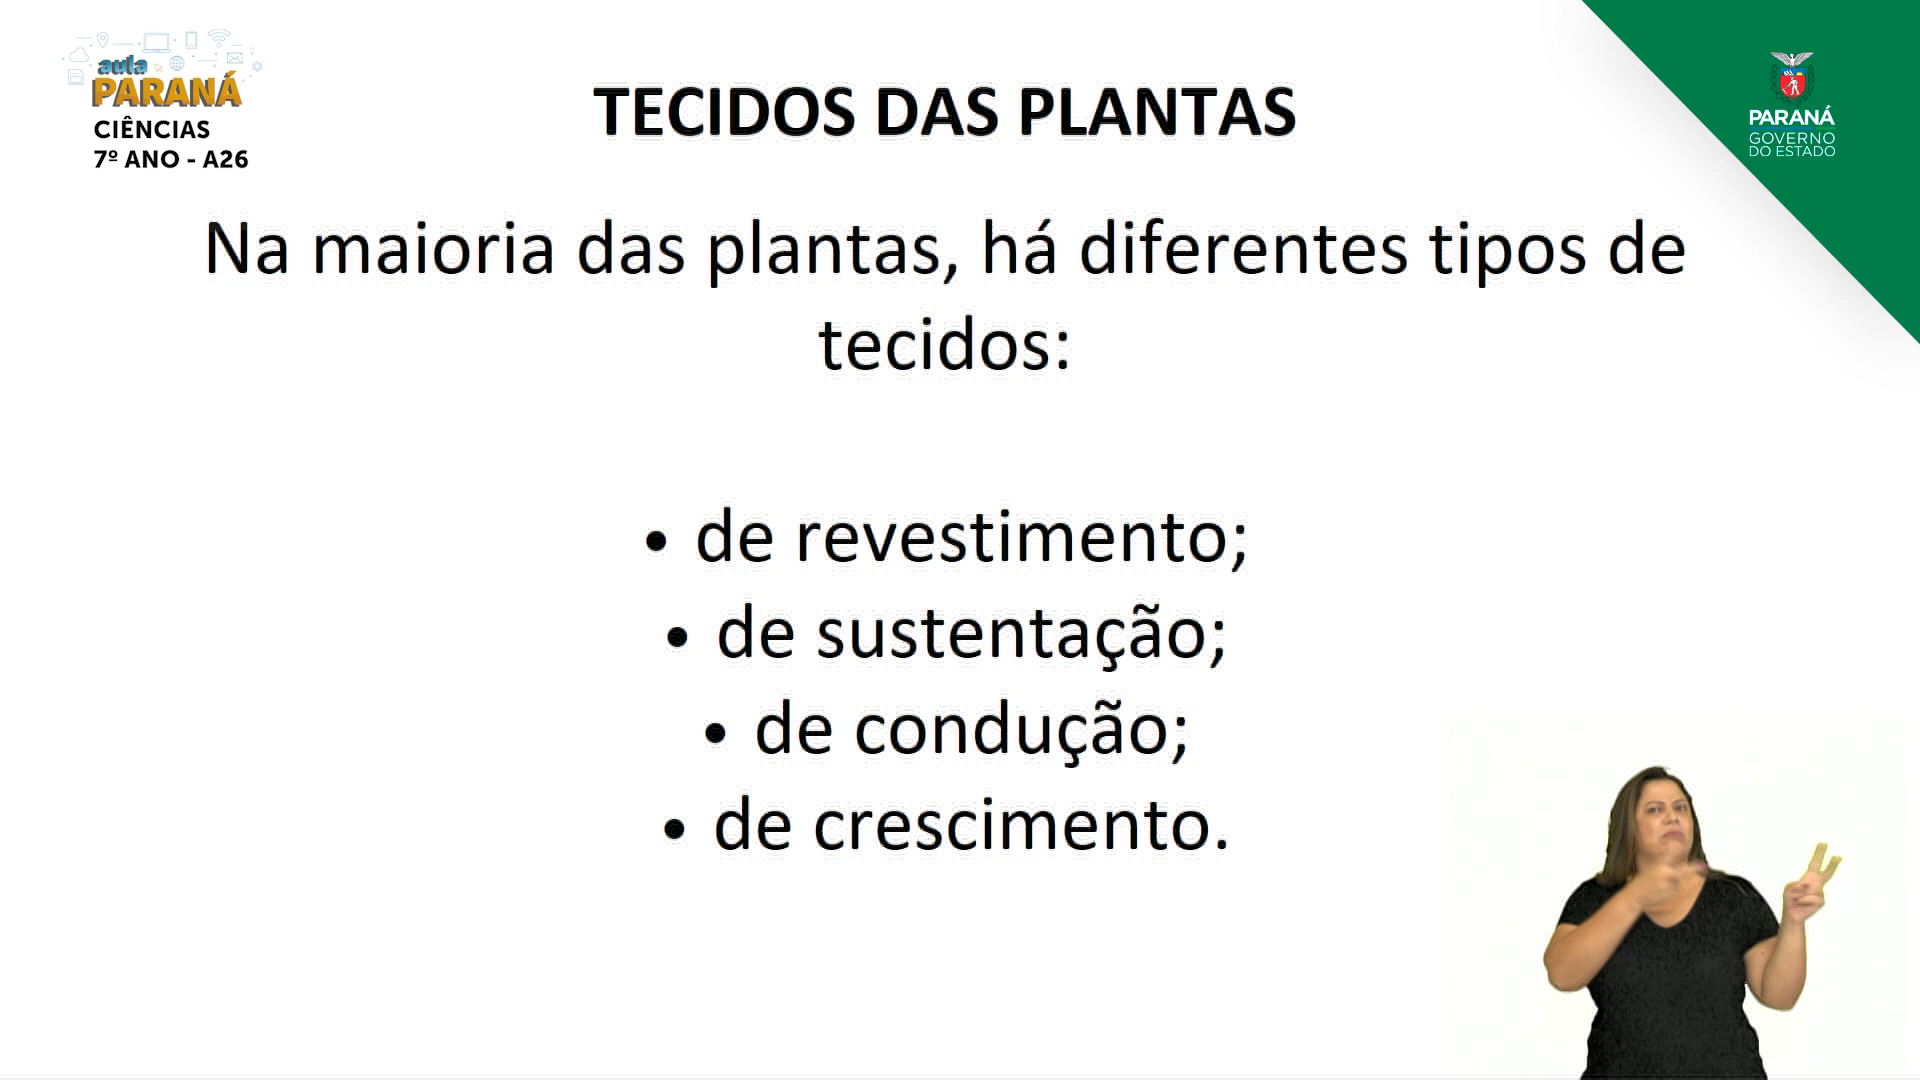 aula
PARANÁ
CIÊNCIAS
7º ANO - A26
TECIDOS DAS PLANTAS
PARANÁ
GOVERNO
DO ESTADO
Na maioria das plantas, há diferentes tipos de
tecidos:
• de revestimento;
• de sustentação;
• de condução;
• de crescimento.